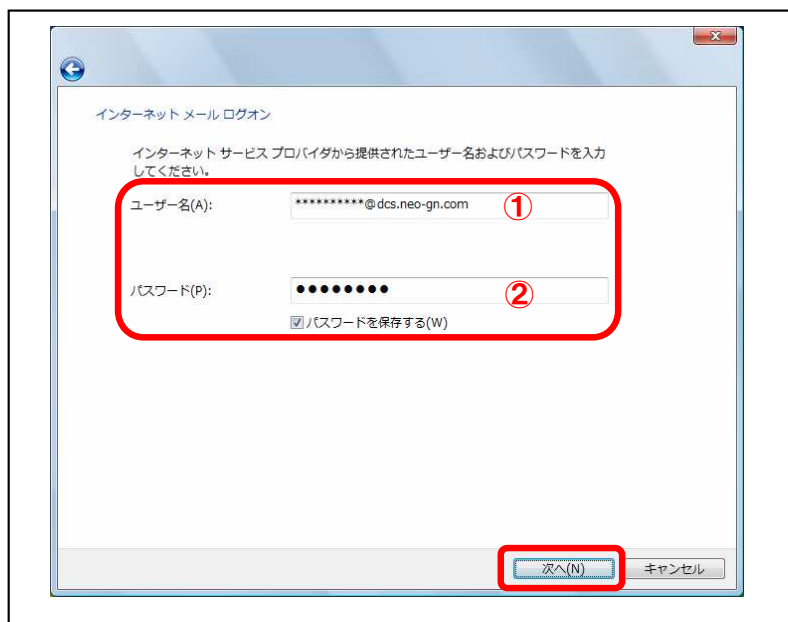 インターネット メール ログオン
インターネット サービス プロバイダから提供されたユーザー名およびパスワードを入力
してください。
ユーザー名(A): **********@dcs.neo-gn.com ①
パスワード(P): ●●●●●●●● ②
パスワードを保存する(W)
次へ(N) キャンセル